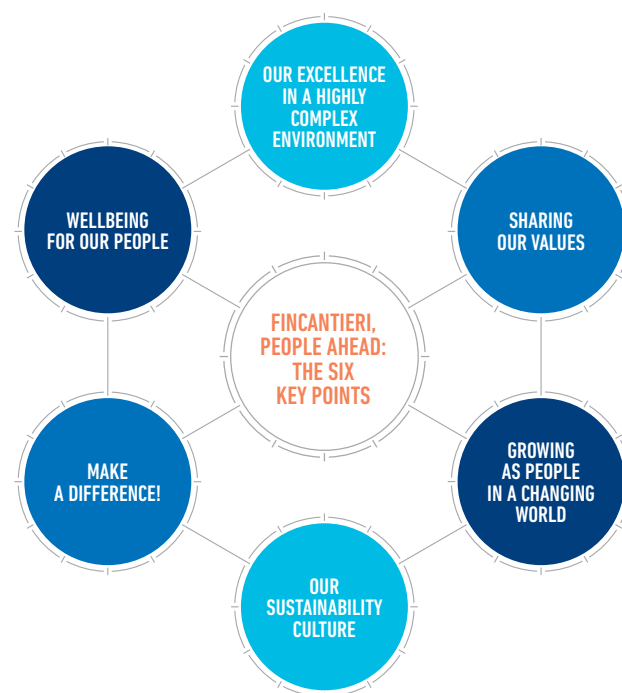 OUR EXCELLENCE
IN A HIGHLY
COMPLEX
ENVIRONMENT
WELLBEING
FOR OUR PEOPLE
SHARING
OUR VALUES
FINCANTIERI,
PEOPLE AHEAD:
THE SIX
KEY POINTS
MAKE
A DIFFERENCE!
GROWING
AS PEOPLE
IN A CHANGING
WORLD
OUR
SUSTAINABILITY
CULTURE